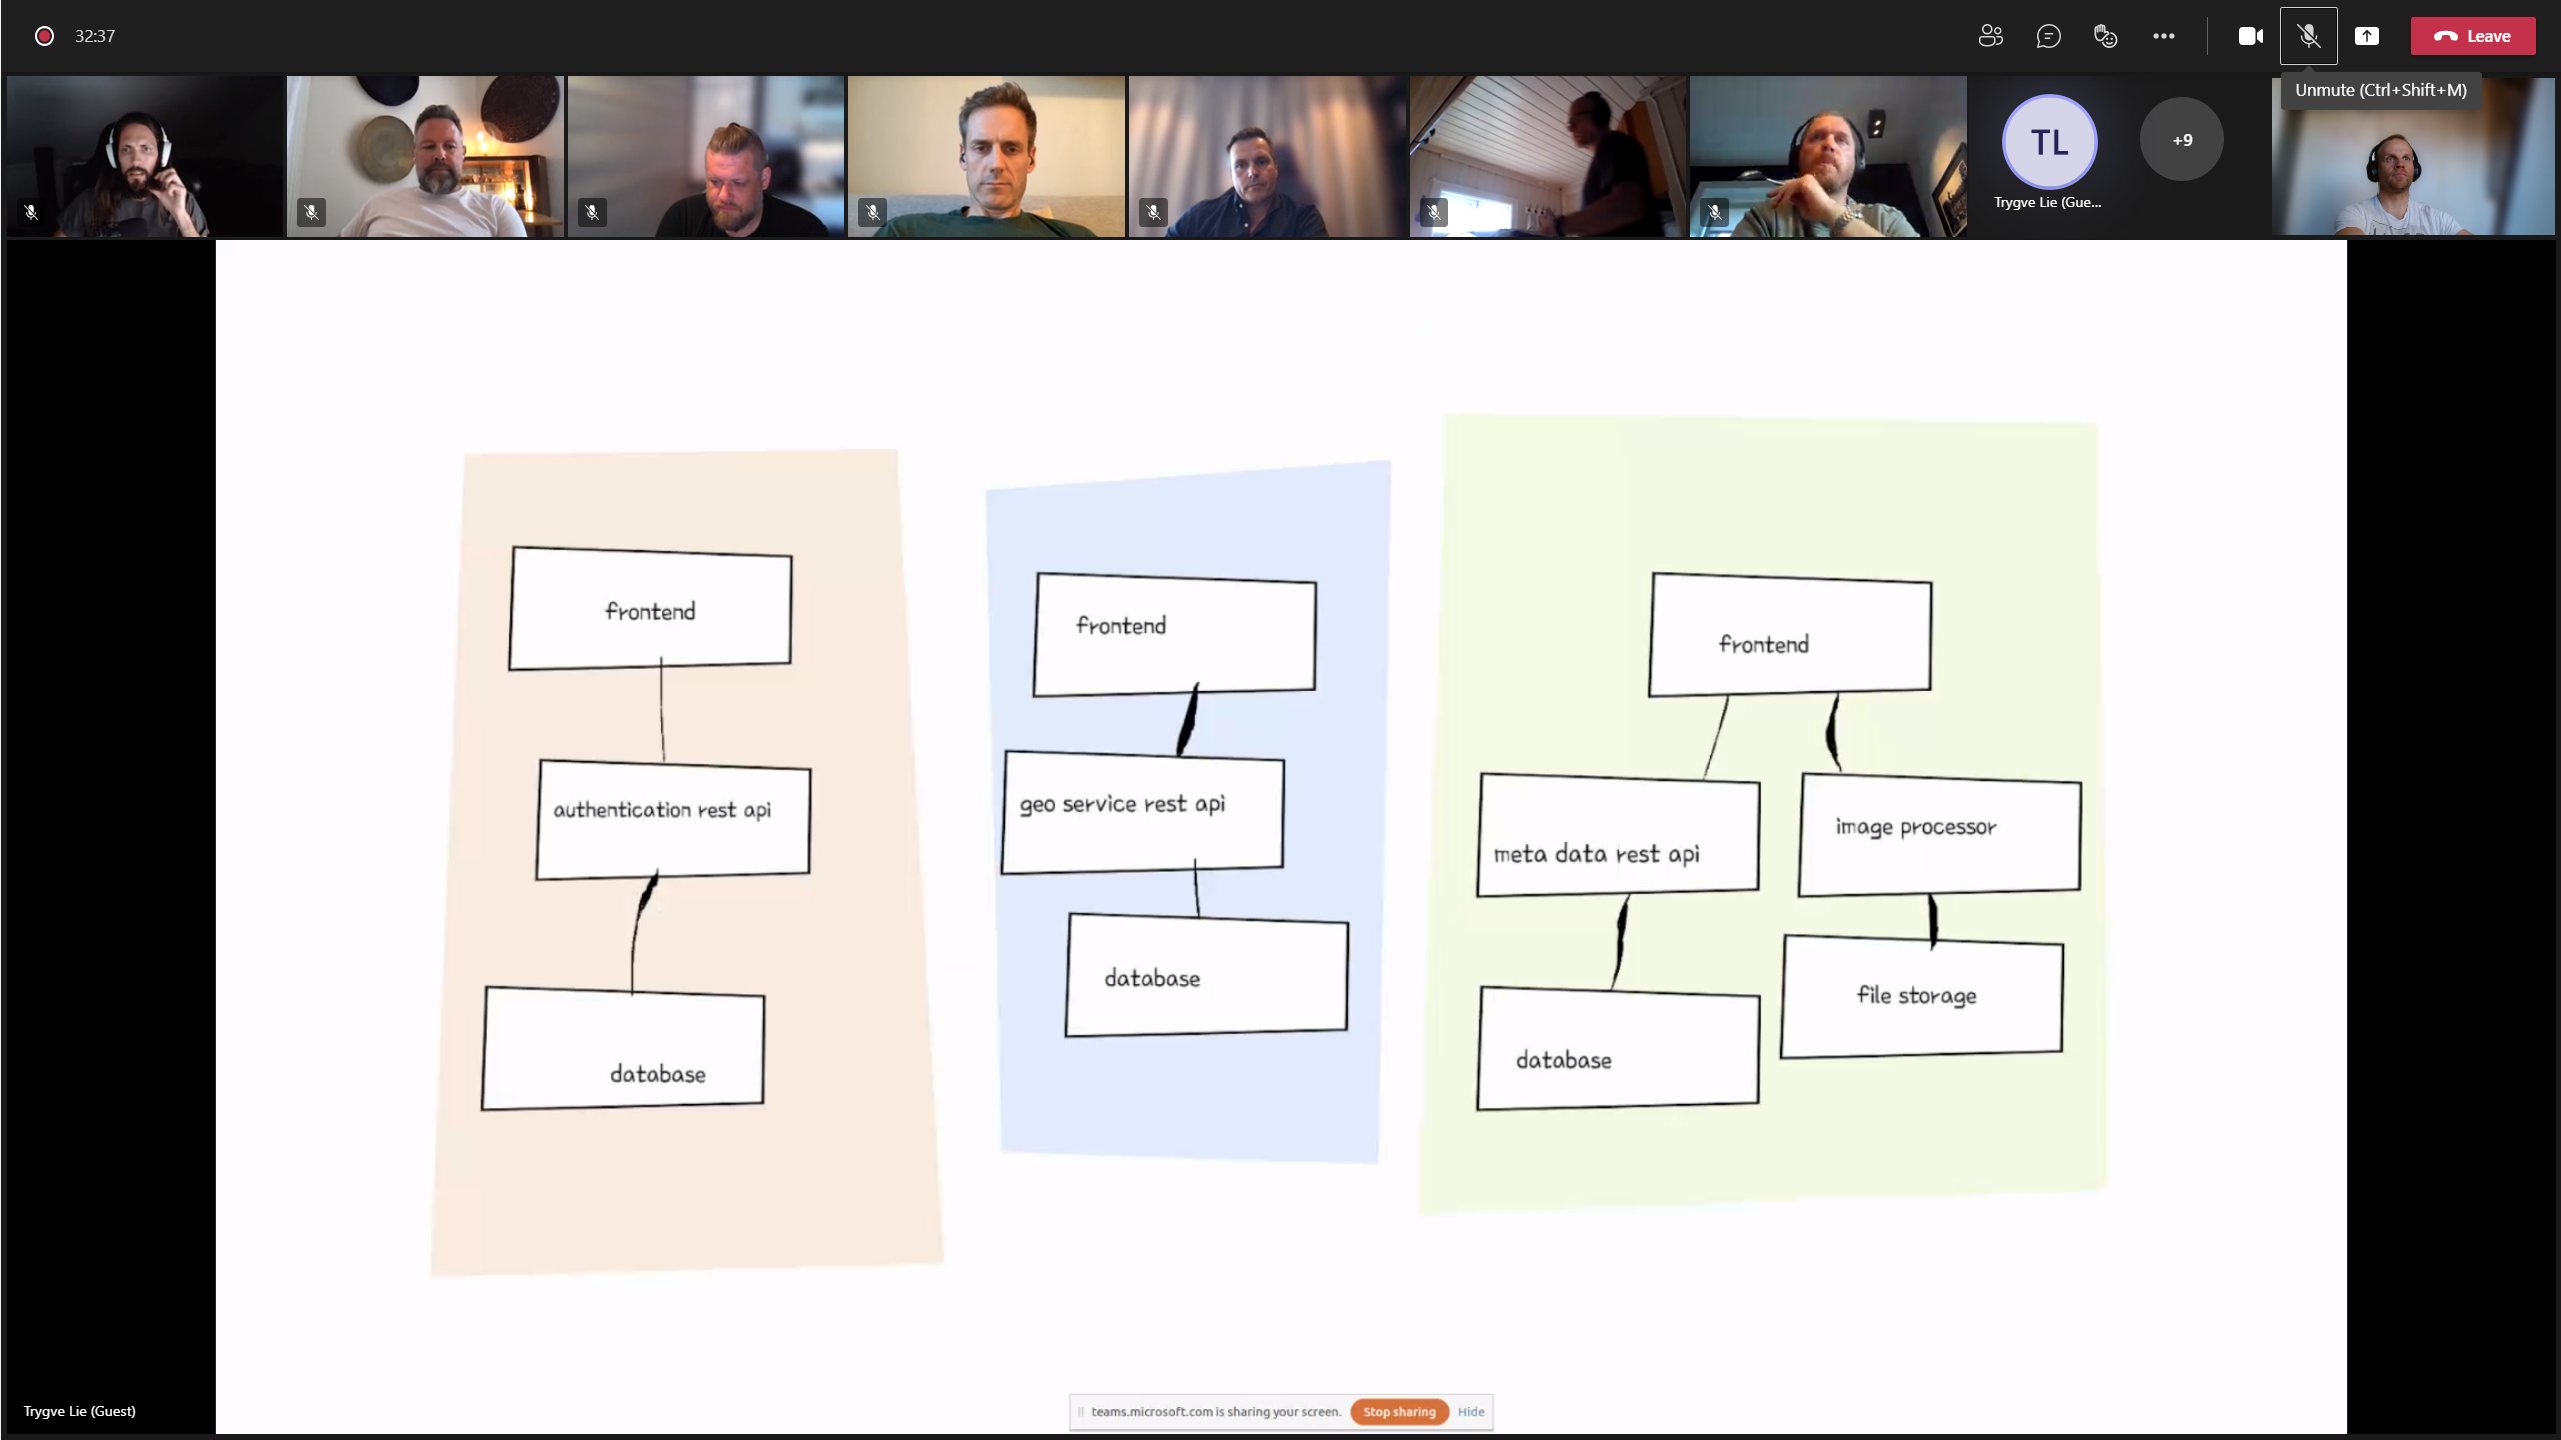 32:37
Leave
Unmute (Ctrl+Shift+M)
TL
+9
Trygve Lie (Gue...
frontend
authentication rest api
database
frontend
geo service rest api
database
frontend
meta data rest api
image processor
database
file storage
Trygve Lie (Guest)
teams.microsoft.com is sharing your screen. Stop sharing Hide